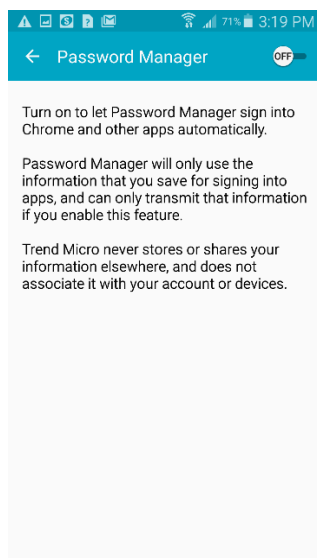 71% 3:19 PM
Password Manager
OFF
Turn on to let Password Manager sign into
Chrome and other apps automatically.
Password Manager will only use the
information that you save for signing into
apps, and can only transmit that information
if you enable this feature.
Trend Micro never stores or shares your
information elsewhere, and does not
associate it with your account or devices.